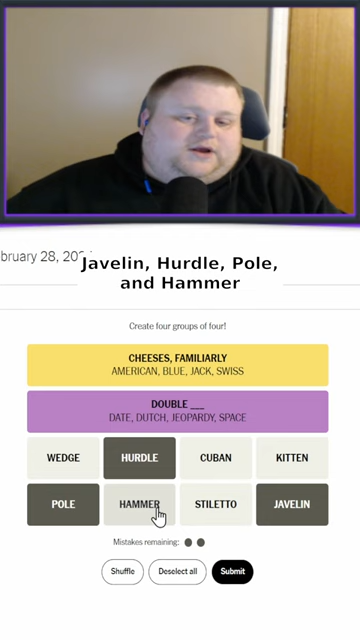 bruary 28, 20
Javelin, Hurdle, Pole,
and Hammer
Create four groups of four!
CHEESES, FAMILIARLY
AMERICAN, BLUE, JACK, SWISS
DOUBLE ___
DATE, DUTCH, JEOPARDY, SPACE
WEDGE HURDLE CUBAN KITTEN
POLE HAMMER STILETTO JAVELIN
Mistakes remaining:
Shuffle Deselect all Submit